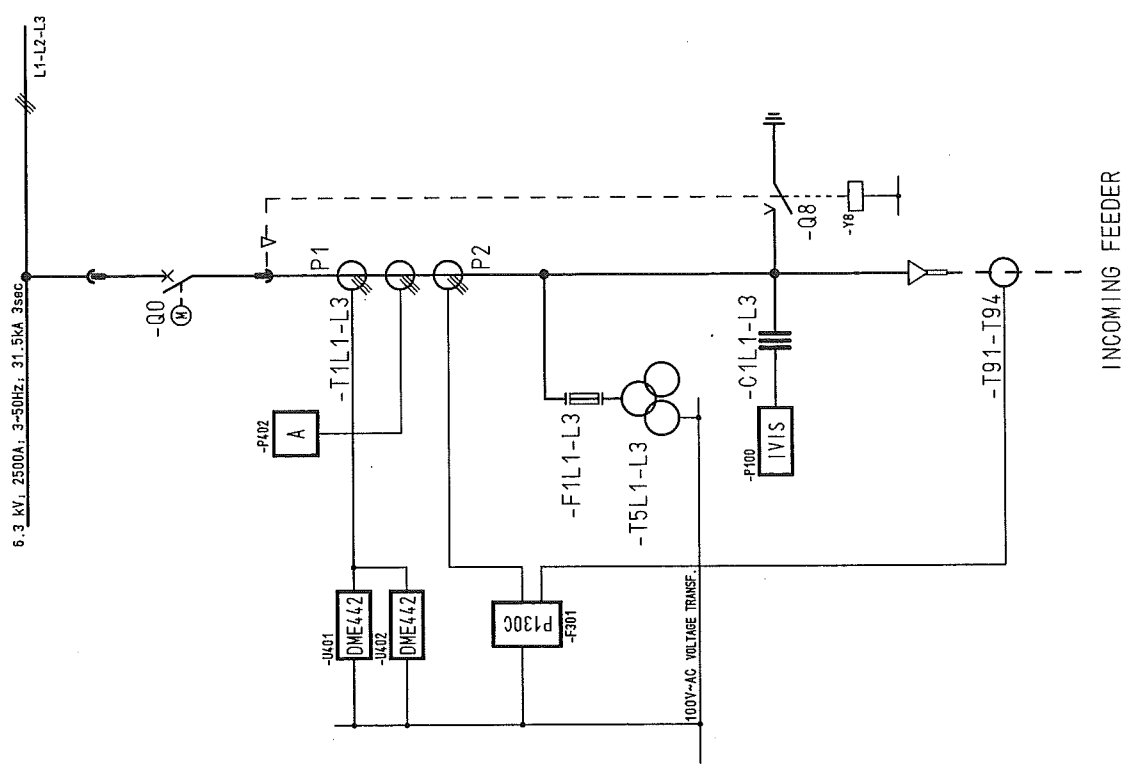 6.3 kV; 2500A; 3~50Hz; 31.5kA 3sec
L1-L2-L3
-Q0
M
P1
-T1L1-L3
P2
-P402
A
-Q8
-Y8
-F1L1-L3
-T5L1-L3
-C1L1-L3
-P100
IVIS
-T91-T94
-U401
DME442
-U402
DME442
P130C
-F301
100V~AC VOLTAGE TRANSF.
INCOMING FEEDER